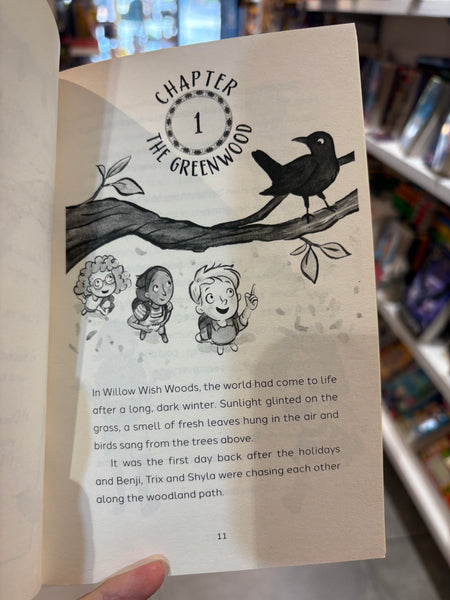 CHAPTER
1
THE GREENWOOD
In Willow Wish Woods, the world had come to life
after a long, dark winter. Sunlight glinted on the
grass, a smell of fresh leaves hung in the air and
birds sang from the trees above.
It was the first day back after the holidays
and Benji, Trix and Shyla were chasing each other
along the woodland path.
11